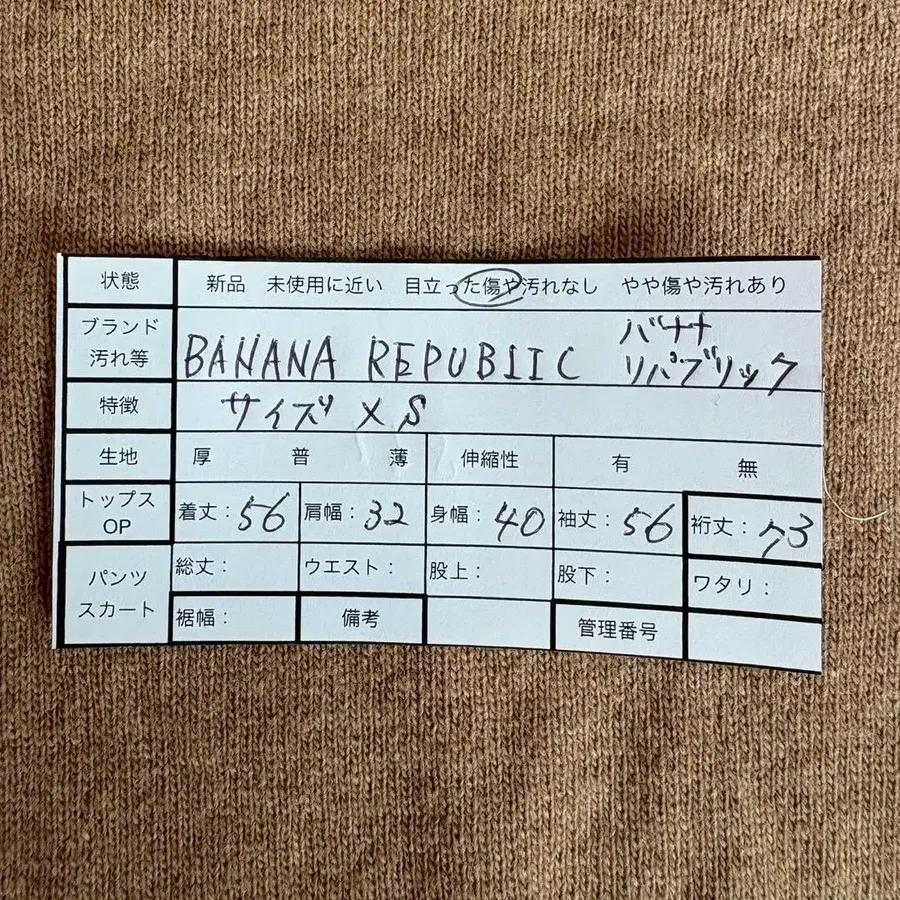 状態 新品 未使用に近い 目立った傷や汚れなし やや傷や汚れあり
ブランド バナナ
汚れ等 BANANA REPUBLIC リパブリック
特徴 サイズ XS
生地 厚 普 薄 伸縮性 有 無
トップス
OP 着丈:56 肩幅:32 身幅:40 袖丈:56 裄丈:73
パンツ 総丈: ウエスト: 股上: 股下: ワタリ:
スカート 裾幅: 備考 管理番号